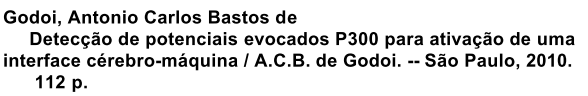 Godoi, Antonio Carlos Bastos de
Detecção de potenciais evocados P300 para ativação de uma
interface cérebro-máquina / A.C.B. de Godoi. -- São Paulo, 2010.
112 p.